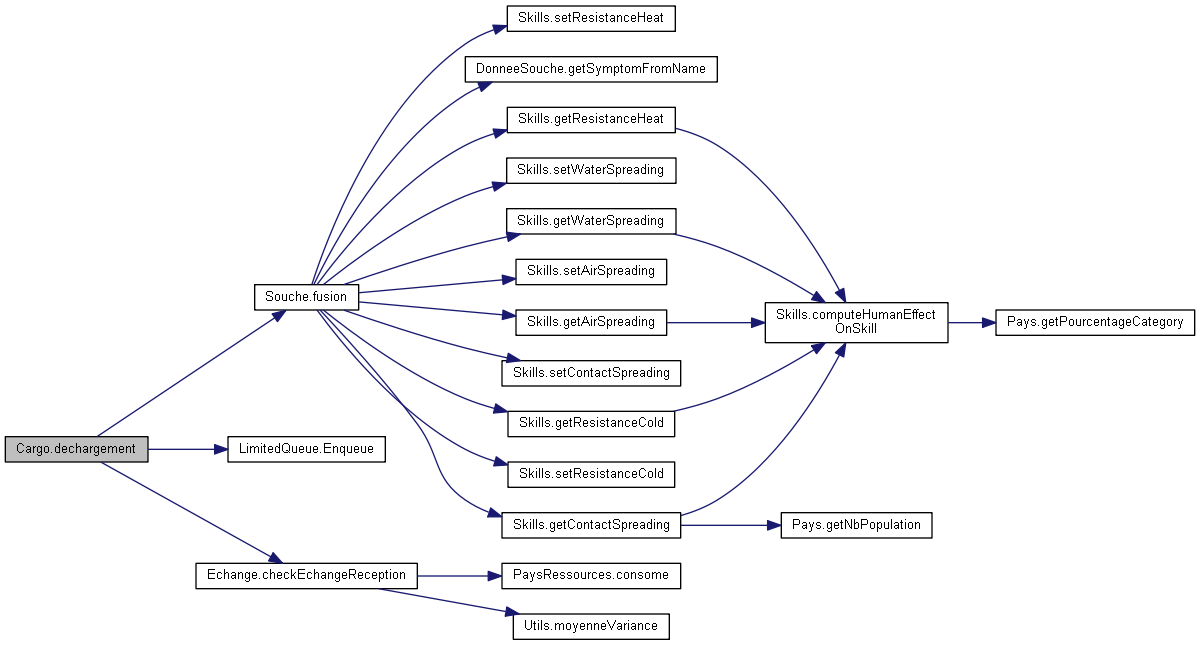 Skills.setResistanceHeat
DonneeSouche.getSymptomFromName
Skills.getResistanceHeat
Skills.setWaterSpreading
Skills.getWaterSpreading
Skills.setAirSpreading
Souche.fusion
Skills.getAirSpreading
Skills.computeHumanEffect
OnSkill
Pays.getPourcentageCategory
Skills.setContactSpreading
Skills.getResistanceCold
Cargo.dechargement
LimitedQueue.Enqueue
Skills.setResistanceCold
Skills.getContactSpreading
Pays.getNbPopulation
Echange.checkEchangeReception
PaysRessources.consome
Utils.moyenneVariance